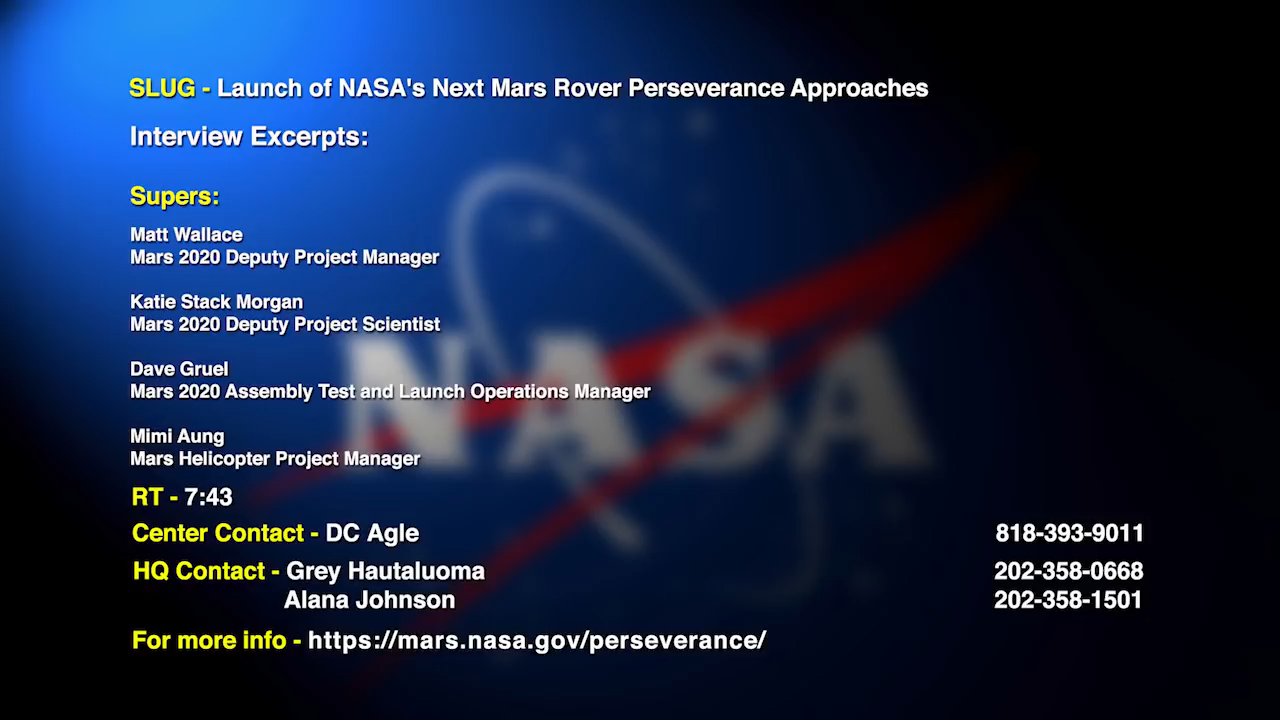 SLUG - Launch of NASA's Next Mars Rover Perseverance Approaches
Interview Excerpts:
Supers:
Matt Wallace
Mars 2020 Deputy Project Manager
Katie Stack Morgan
Mars 2020 Deputy Project Scientist
Dave Gruel
Mars 2020 Assembly Test and Launch Operations Manager
Mimi Aung
Mars Helicopter Project Manager
NASA
RT - 7:43
Center Contact - DC Agle 818-393-9011
HQ Contact - Grey Hautaluoma 202-358-0668
Alana Johnson 202-358-1501
For more info - https://mars.nasa.gov/perseverance/